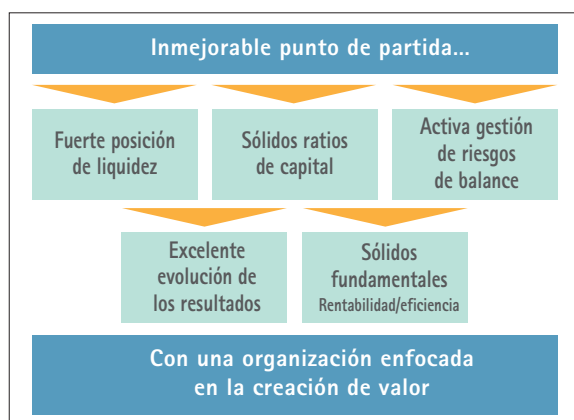 Inmejorable punto de partida...
Fuerte posición
de liquidez
Sólidos ratios
de capital
Activa gestión
de riesgos
de balance
Excelente
evolución de
los resultados
Sólidos
fundamentales
Rentabilidad/eficiencia
Con una organización enfocada
en la creación de valor